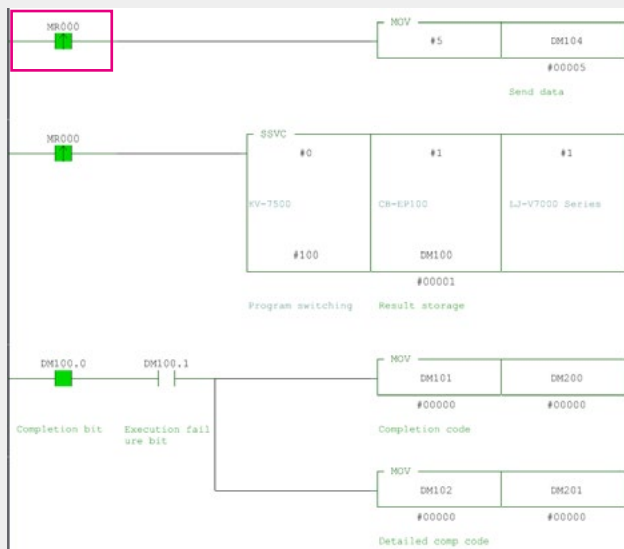 MR000
MOV
#5 DM104
#00005
Send data
MR000
SSVC
#0 #1 #1
KV-7500 CB-EP100 LJ-V7000 Series
#100 DM100
#00001
Program switching Result storage
DM100.0 DM100.1
MOV
DM101 DM200
#00000 #00000
Completion bit Execution fail
ure bit
Completion code
MOV
DM102 DM201
#00000 #00000
Detailed comp code